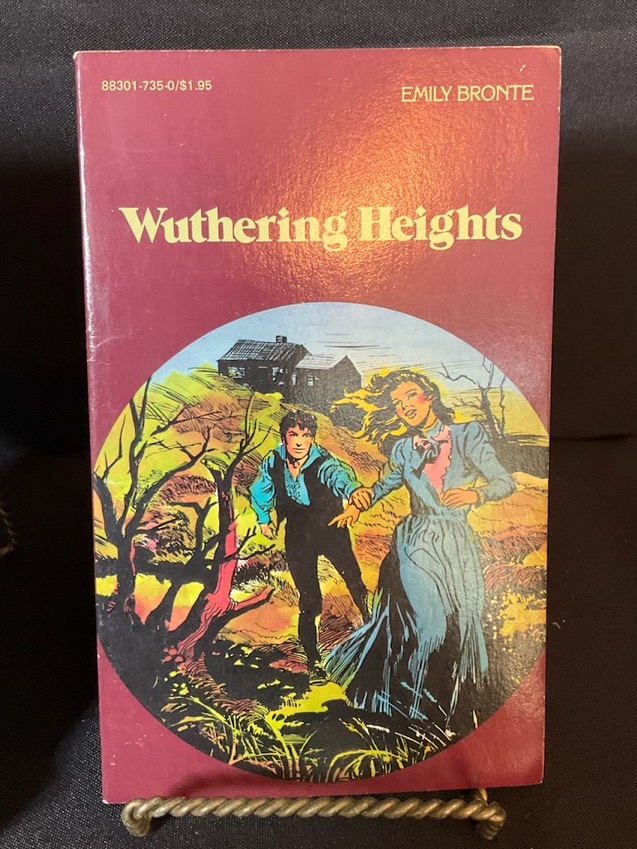 88301-735-0/$1.95
EMILY BRONTE
Wuthering Heights